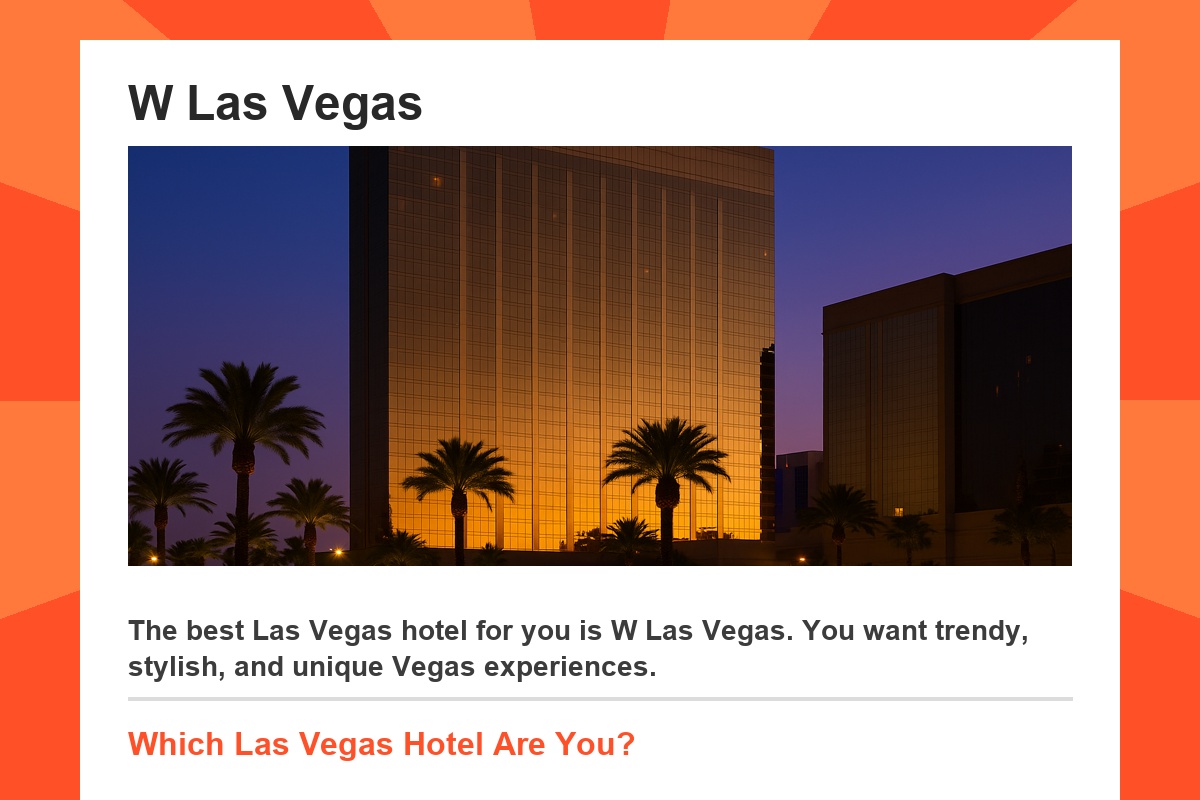 W Las Vegas
The best Las Vegas hotel for you is W Las Vegas. You want trendy,
stylish, and unique Vegas experiences.
Which Las Vegas Hotel Are You?